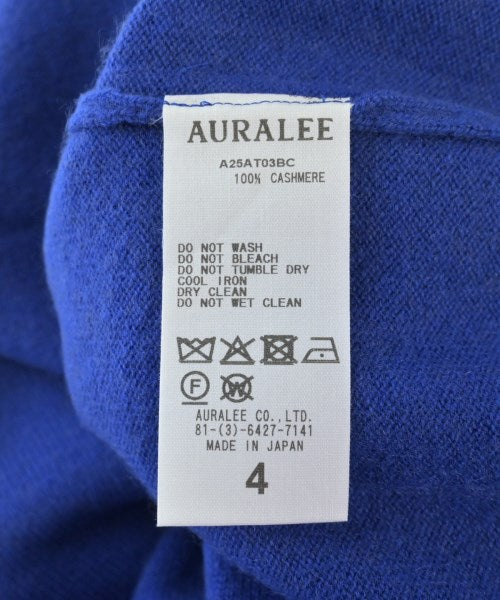 AURALEE
A25AT03BC
100% CASHMERE
DO NOT WASH
DO NOT BLEACH
DO NOT TUMBLE DRY
COOL IRON
DRY CLEAN
DO NOT WET CLEAN
F W
AURALEE CO.,LTD.
81-(3)-6427-7141
MADE IN JAPAN
4